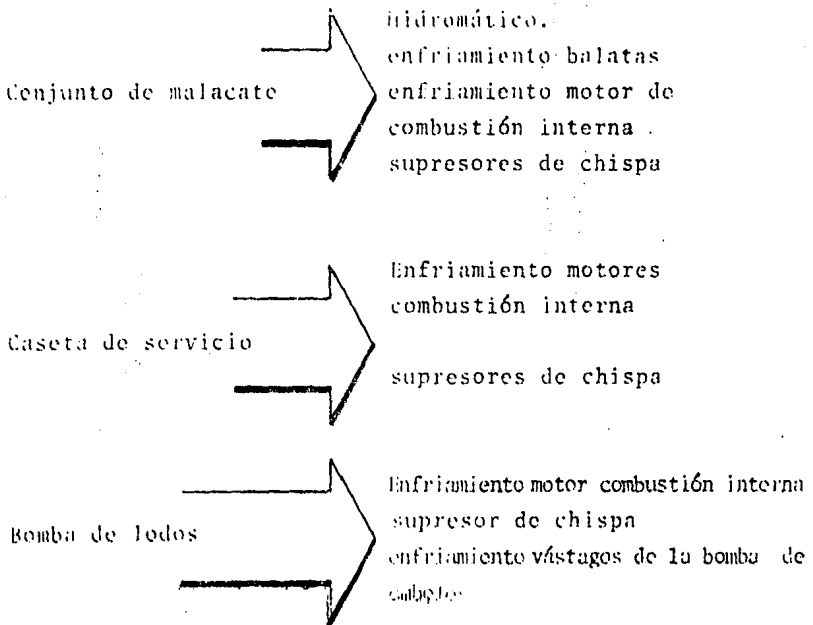 Conjunto de malacate
hidromático.
enfriamiento balatas
enfriamiento motor de
combustión interna .
supresores de chispa
Caseta de servicio
Enfriamiento motores
combustión interna
supresores de chispa
Bomba de lodos
Enfriamiento motor combustión interna
supresor de chispa
enfriamiento vástagos de la bomba de